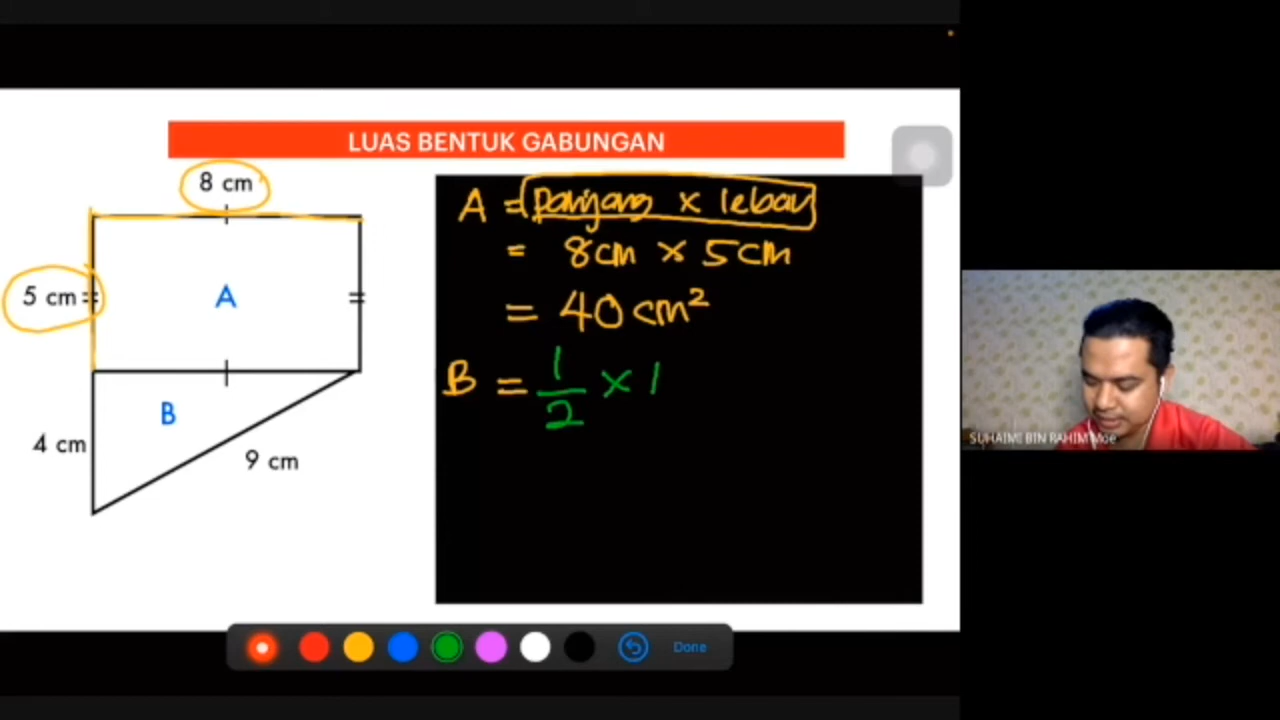 LUAS BENTUK GABUNGAN
8 cm
5 cm
A
B
4 cm
9 cm
A = Panjang x lebar
= 8cm x 5cm
= 40 cm²
B = 1/2 x 1
SUHAIMI BIN RAHIM Moe
Done